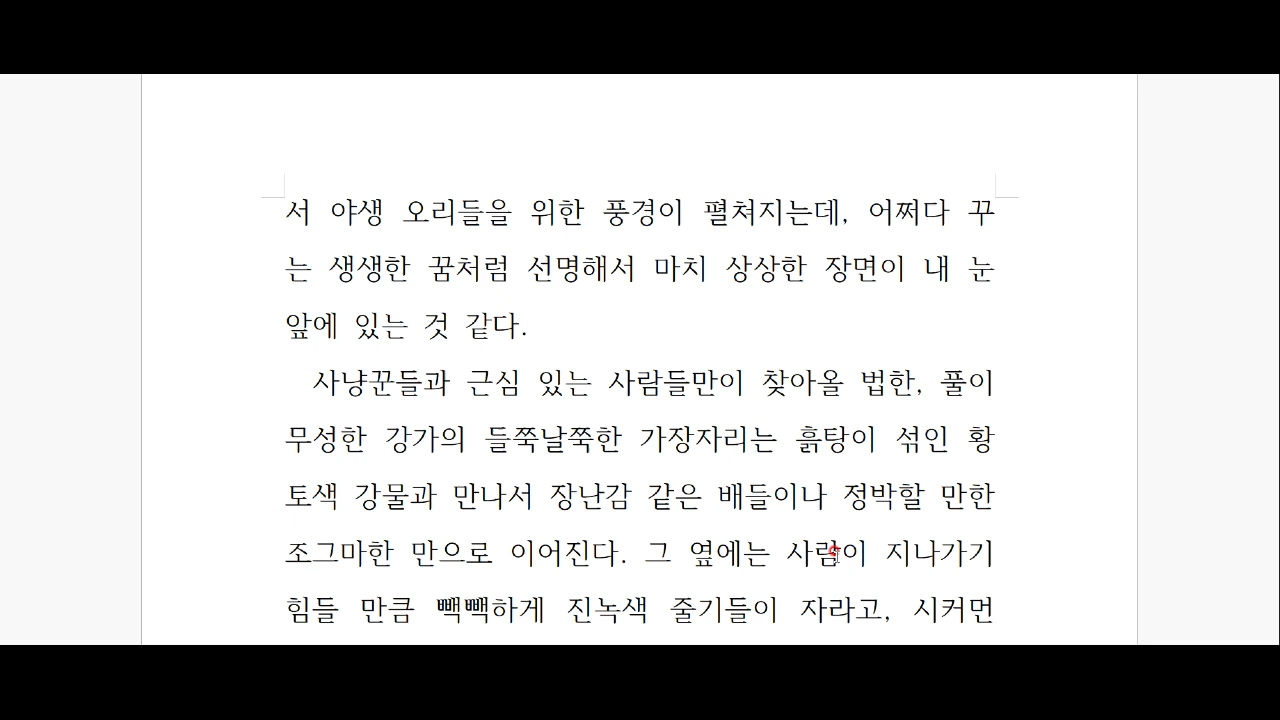 서 야생 오리들을 위한 풍경이 펼쳐지는데, 어쩌다 꾸
는 생생한 꿈처럼 선명해서 마치 상상한 장면이 내 눈
앞에 있는 것 같다.
사냥꾼들과 근심 있는 사람들만이 찾아올 법한, 풀이
무성한 강가의 들쭉날쭉한 가장자리는 흙탕이 섞인 황
토색 강물과 만나서 장난감 같은 배들이나 정박할 만한
조그마한 만으로 이어진다. 그 옆에는 사람이 지나가기
힘들 만큼 빽빽하게 진녹색 줄기들이 자라고, 시커먼